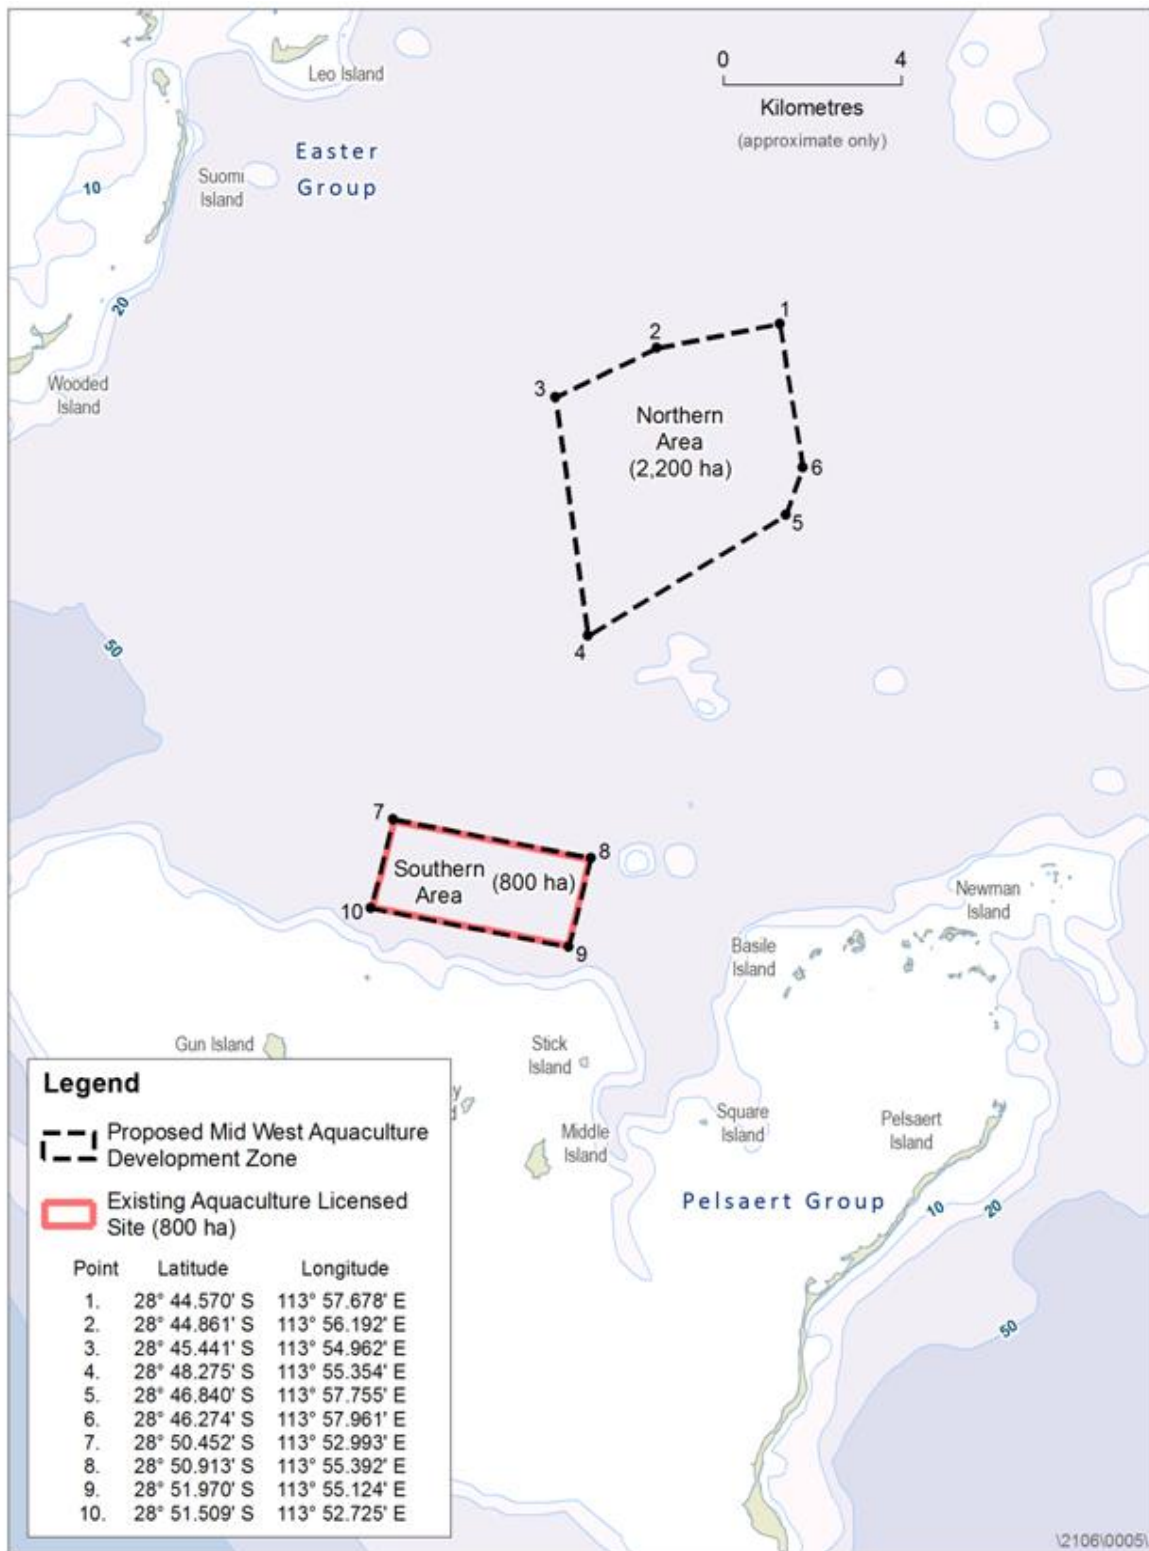 0 4
Kilometres
(approximate only)
Leo Island
Easter
Group
Suomi
Island
10
20
Wooded
Island
1
2
3
Northern
Area
(2,200 ha)
6
5
4
50
7
8
Southern
Area
(800 ha)
10
9
Newman
Island
Basile
Island
Gun Island
Stick
Island
Middle
Island
Square
Island
Pelsaert
Island
Pelsaert Group
10
20
50
Legend
Proposed Mid West Aquaculture
Development Zone
Existing Aquaculture Licensed
Site (800 ha)
Point Latitude Longitude
1. 28° 44.570' S 113° 57.678' E
2. 28° 44.861' S 113° 56.192' E
3. 28° 45.441' S 113° 54.962' E
4. 28° 48.275' S 113° 55.354' E
5. 28° 46.840' S 113° 57.755' E
6. 28° 46.274' S 113° 57.961' E
7. 28° 50.452' S 113° 52.993' E
8. 28° 50.913' S 113° 55.392' E
9. 28° 51.970' S 113° 55.124' E
10. 28° 51.509' S 113° 52.725' E
\2106\0005\